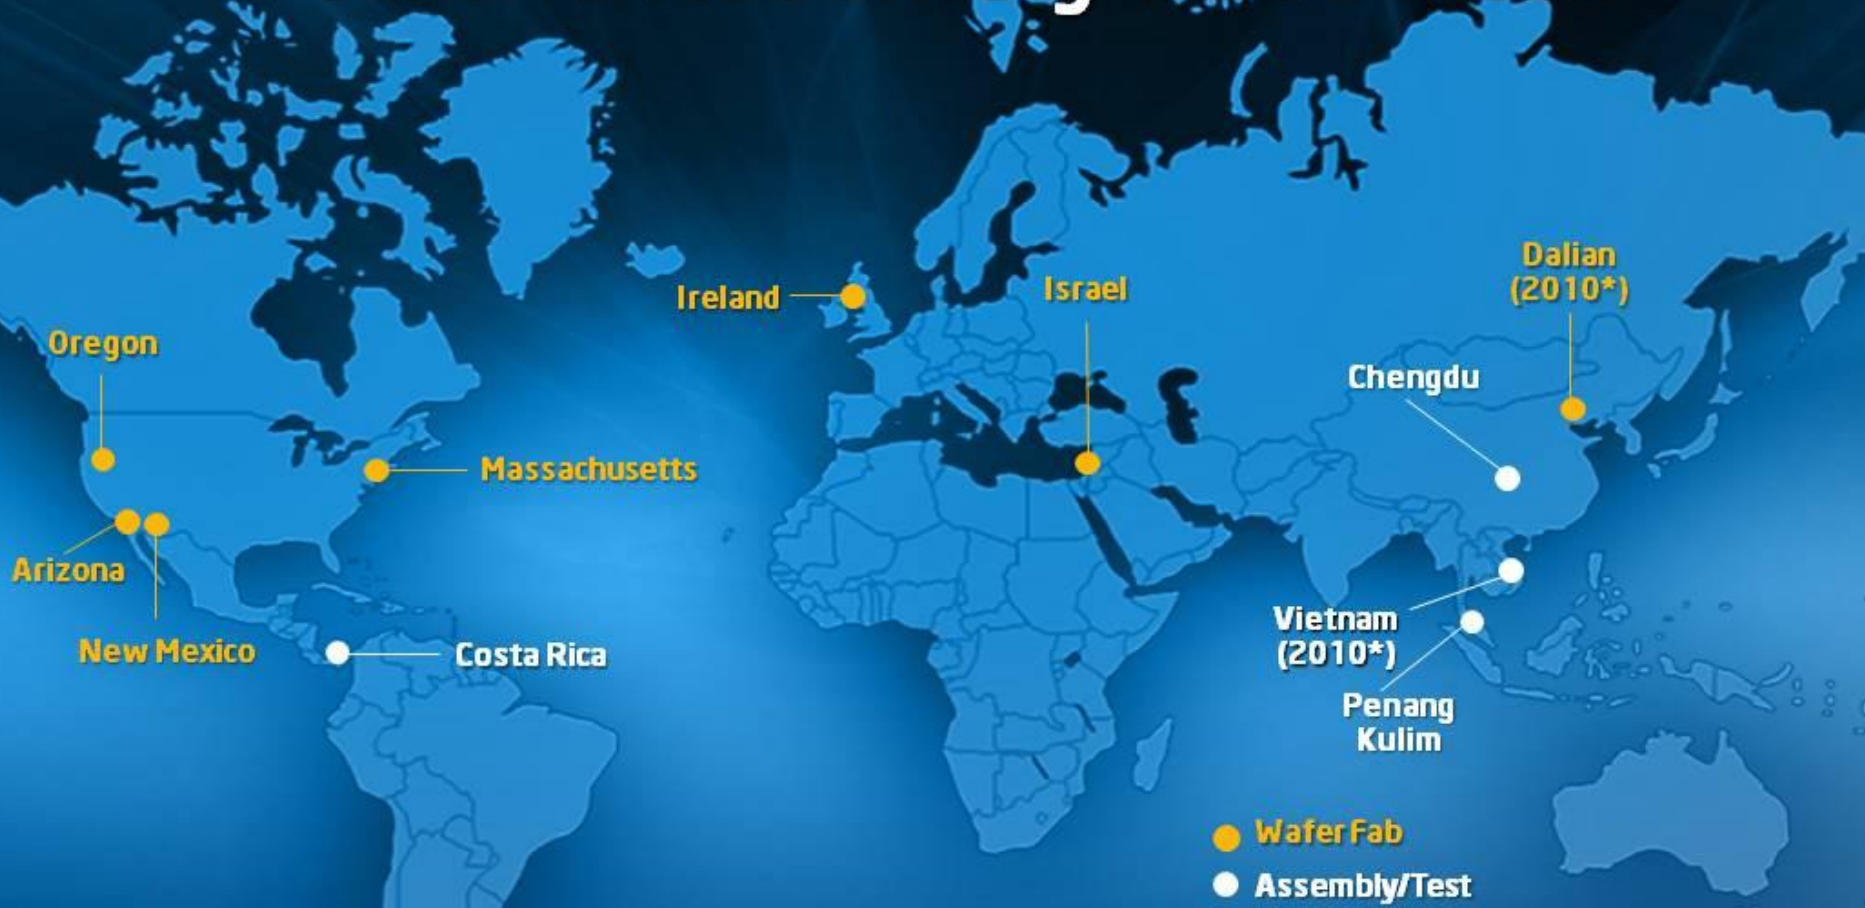 Ireland
Israel
Dalian
(2010*)
Oregon
Chengdu
Massachusetts
Arizona
New Mexico
Costa Rica
Vietnam
(2010*)
Penang
Kulim
Wafer Fab
Assembly/Test